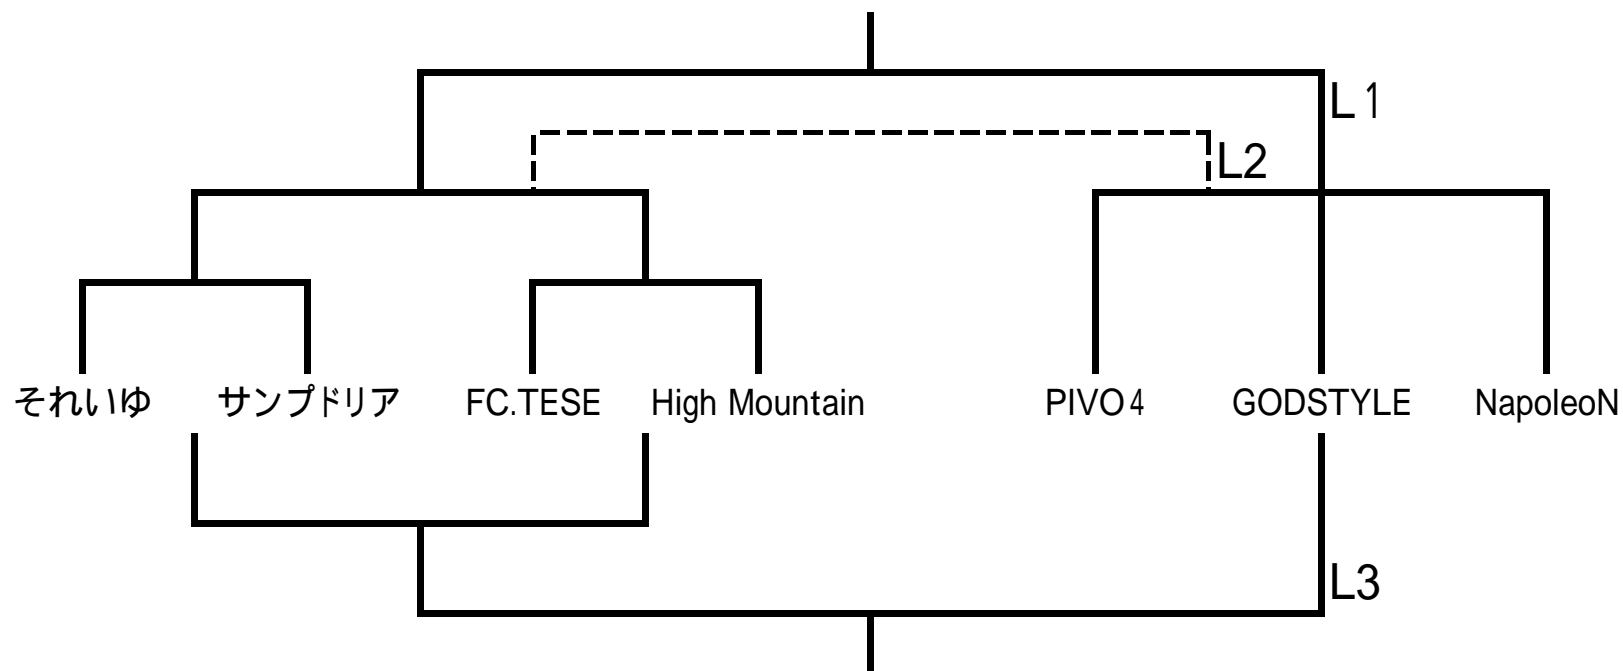 L1
L2
それいゆ サンプドリア FC.TESE High Mountain PIVO4 GODSTYLE NapoleoN
L3